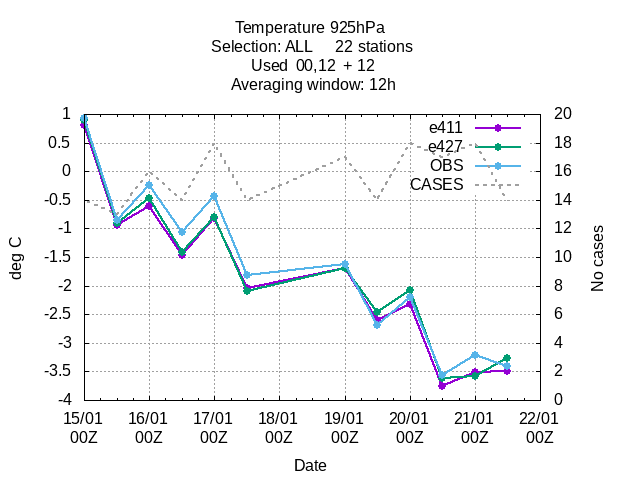 Temperature 925hPa
Selection: ALL 22 stations
Used 00,12 + 12
Averaging window: 12h
1
0.5
0
-0.5
-1
-1.5
-2
-2.5
-3
-3.5
-4
deg C
20
18
16
14
12
10
8
6
4
2
0
No cases
e411
e427
OBS
CASES
15/01 16/01 17/01 18/01 19/01 20/01 21/01 22/01
00Z 00Z 00Z 00Z 00Z 00Z 00Z 00Z
Date